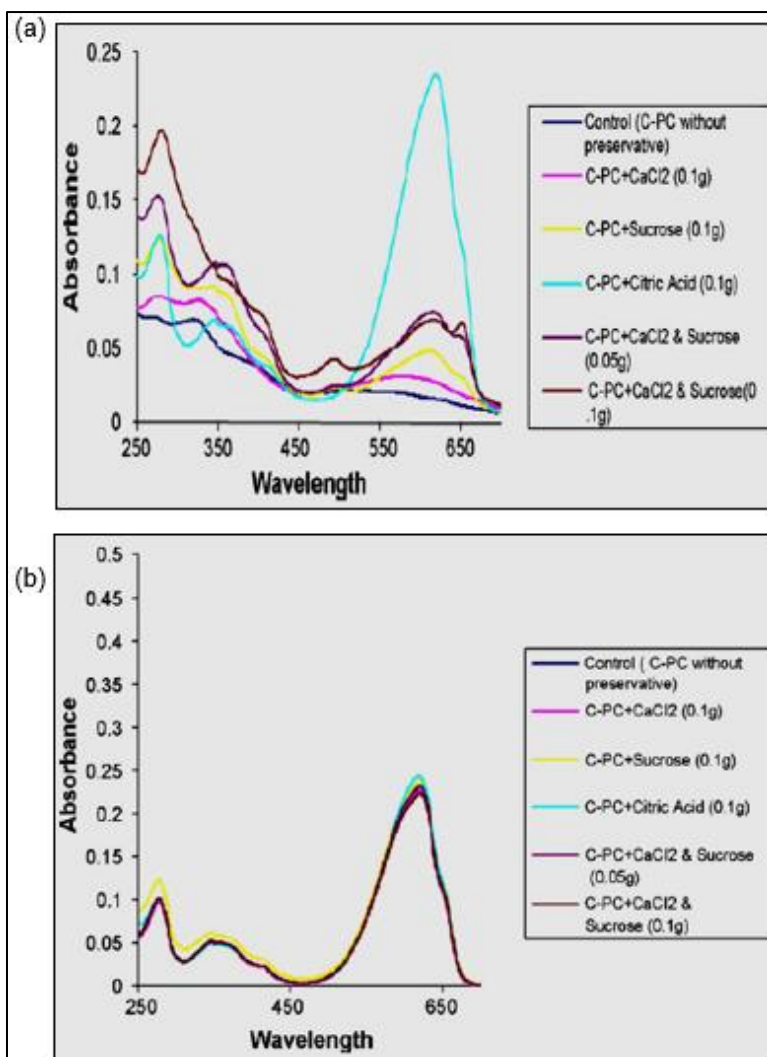 (a)
0.25
0.2
0.15
0.1
0.05
0
250 350 450 550 650
Absorbance
Wavelength
Control (C-PC without
preservative)
C-PC+CaCl2 (0.1g)
C-PC+Sucrose (0.1g)
C-PC+Citric Acid (0.1g)
C-PC+CaCl2 & Sucrose
(0.05g)
C-PC+CaCl2 & Sucrose(0
.1g)
(b)
0.5
0.45
0.4
0.35
0.3
0.25
0.2
0.15
0.1
0.05
0
250 450 650
Absorbance
Wavelength
Control ( C-PC without
preservative)
C-PC+CaCl2 (0.1g)
C-PC+Sucrose (0.1g)
C-PC+Citric Acid (0.1g)
C-PC+CaCl2 & Sucrose
(0.05g)
C-PC+CaCl2 &
Sucrose (0.1g)